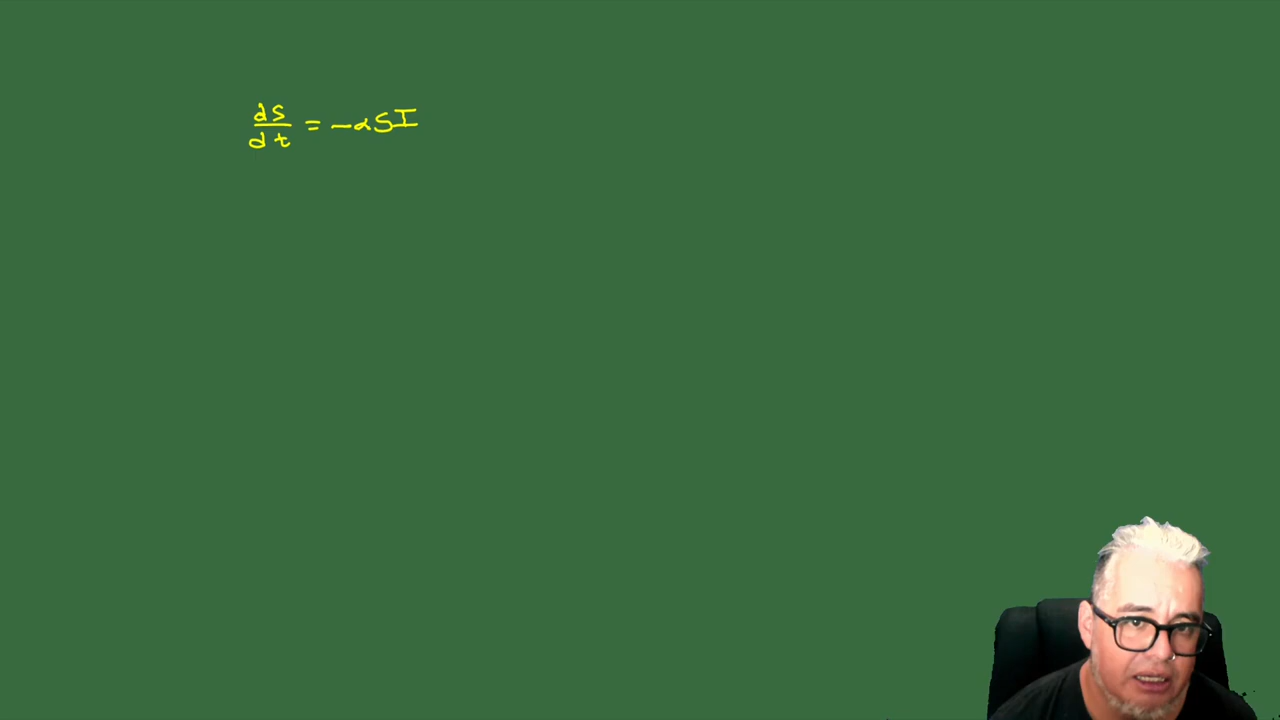 dS/dt = -αSI